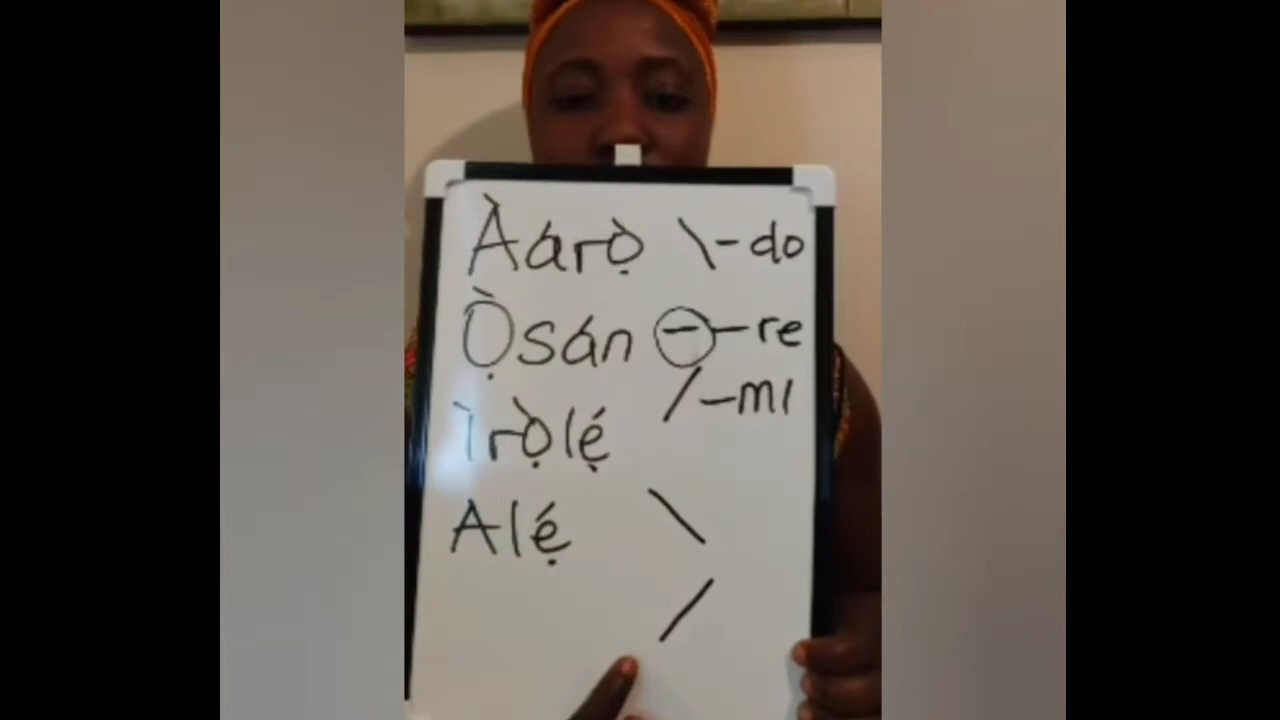 Àárọ̀ \-do
Ọ̀sán — -re
/-mi
Ìrọ̀lẹ́
Alẹ́ \
/